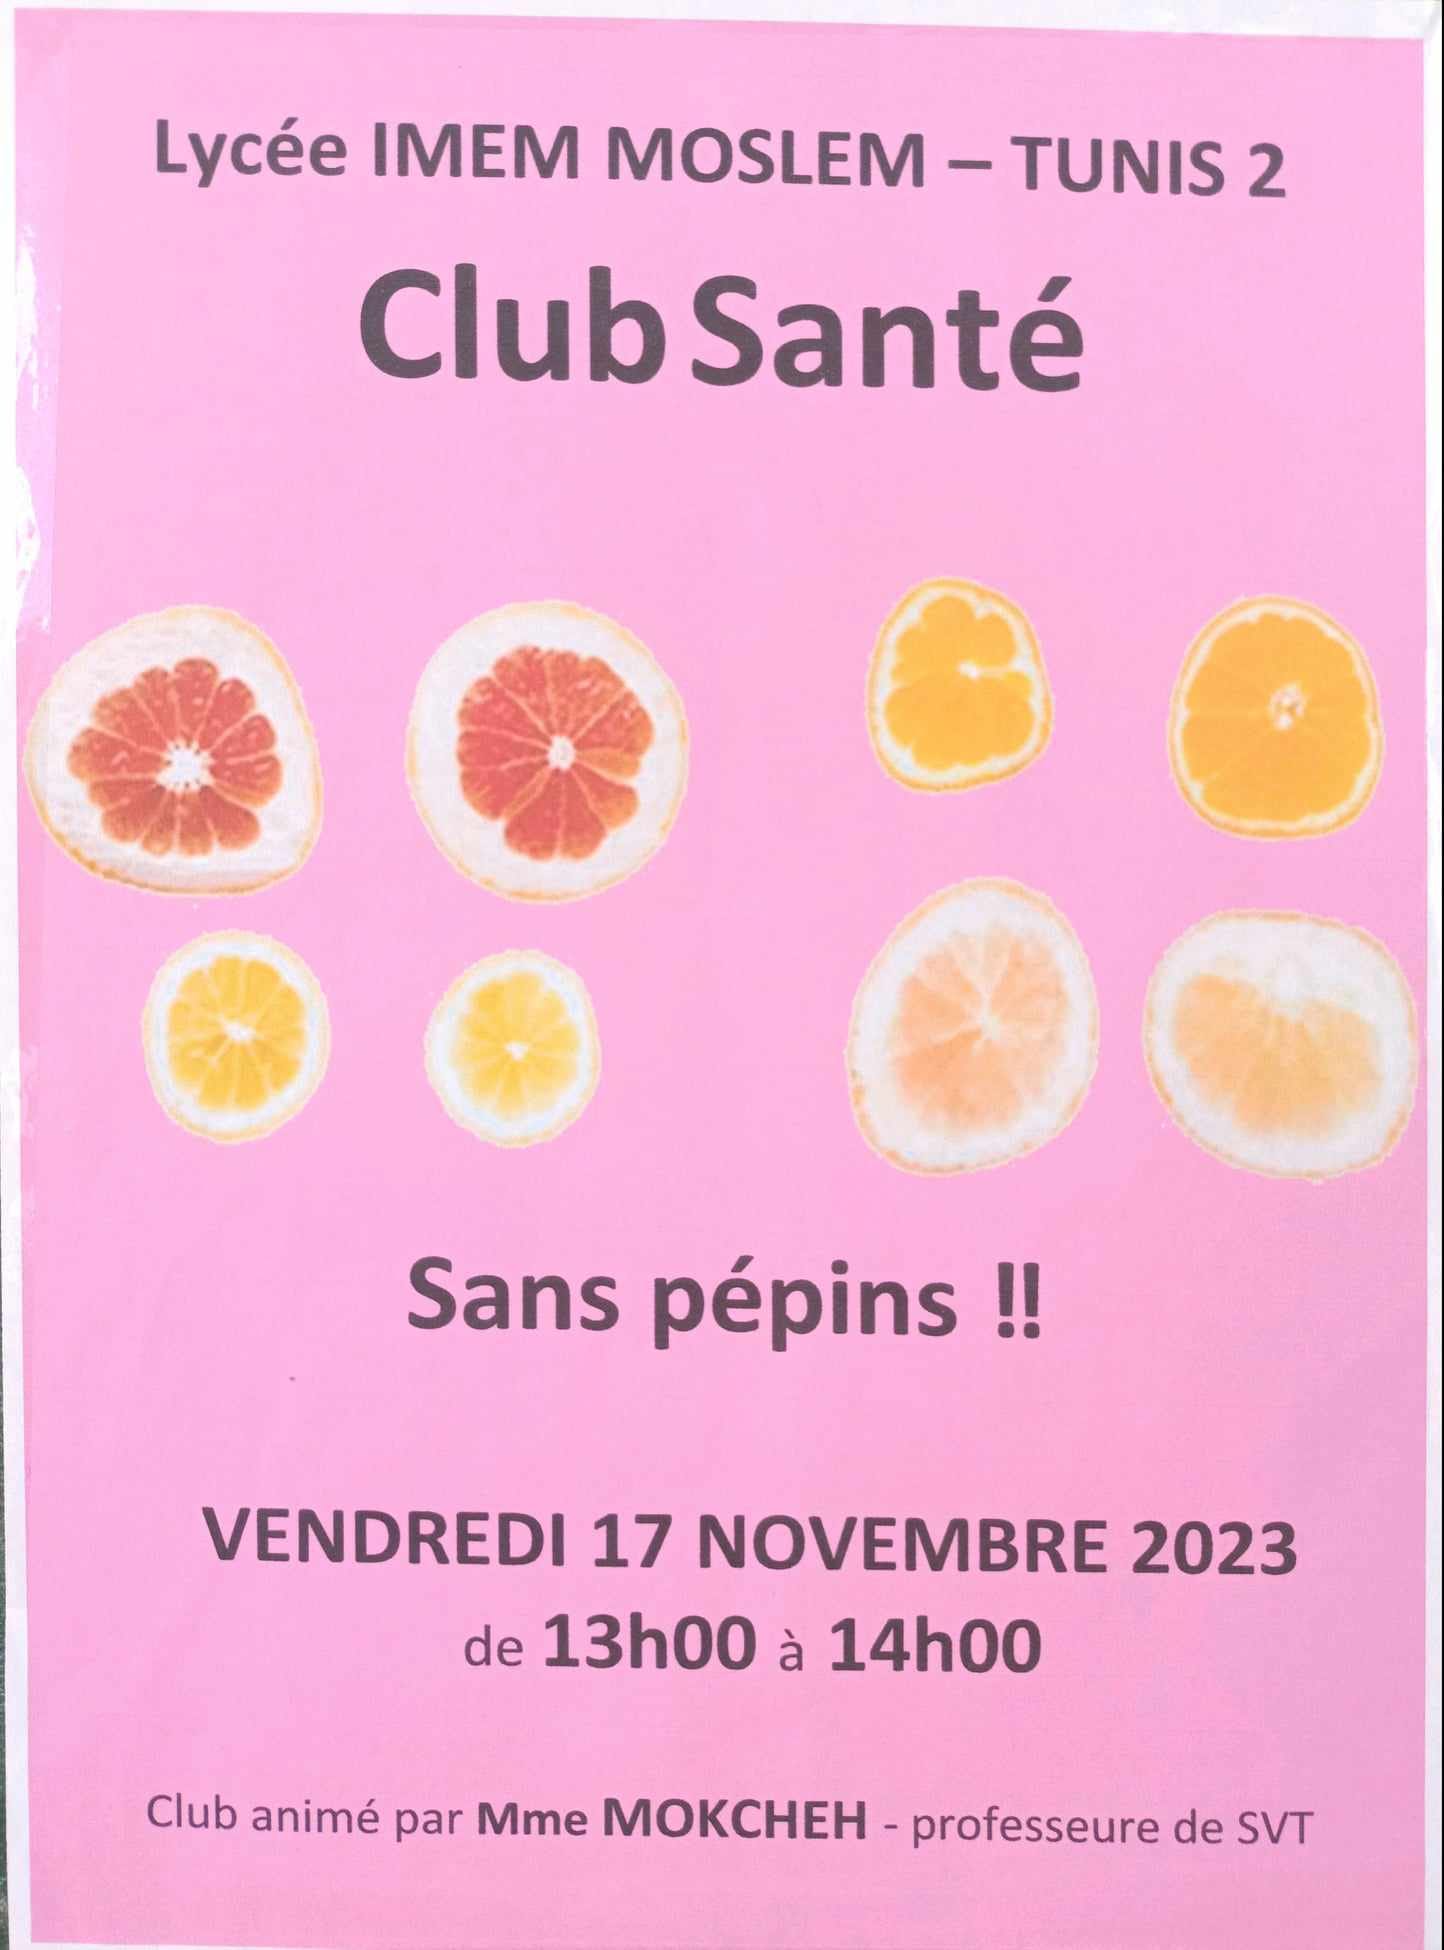 Lycée IMEM MOSLEM – TUNIS 2
Club Santé
Sans pépins !!
VENDREDI 17 NOVEMBRE 2023
de 13h00 à 14h00
Club animé par Mme MOKCHEH - professeure de SVT